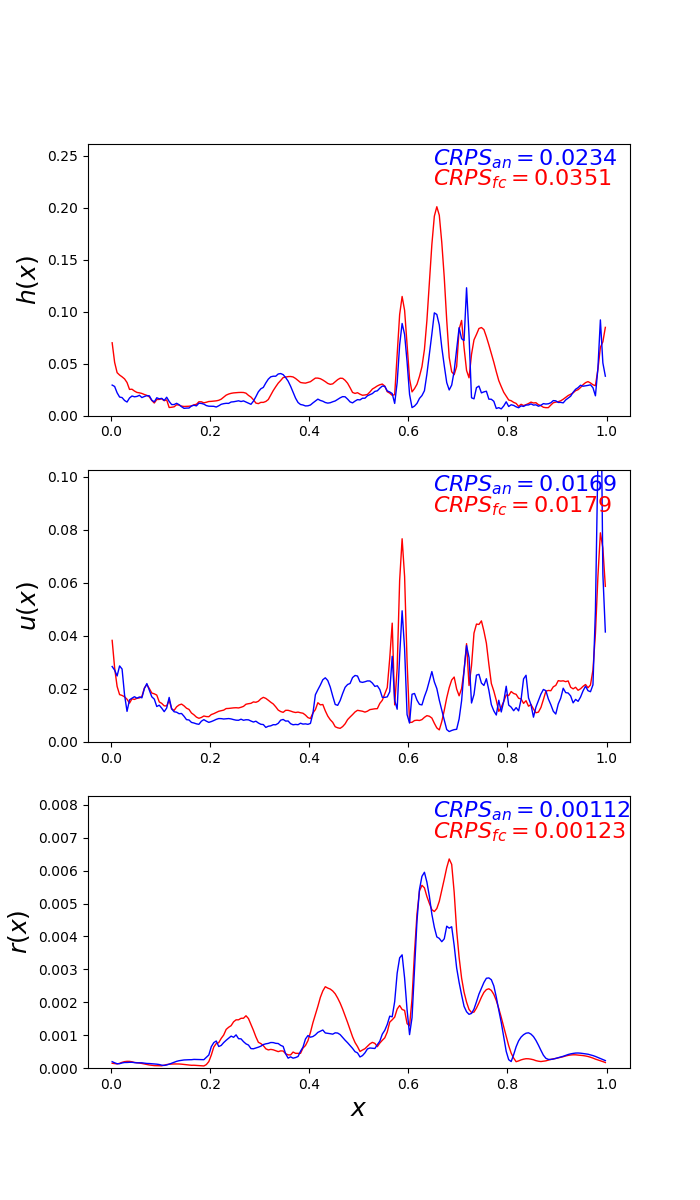 CRPS_an = 0.0234
CRPS_fc = 0.0351
0.25
0.20
0.15
0.10
0.05
0.00
h(x)
0.0 0.2 0.4 0.6 0.8 1.0
CRPS_an = 0.0169
CRPS_fc = 0.0179
0.10
0.08
0.06
0.04
0.02
0.00
u(x)
0.0 0.2 0.4 0.6 0.8 1.0
CRPS_an = 0.00112
CRPS_fc = 0.00123
0.008
0.007
0.006
0.005
0.004
0.003
0.002
0.001
0.000
r(x)
0.0 0.2 0.4 0.6 0.8 1.0
x